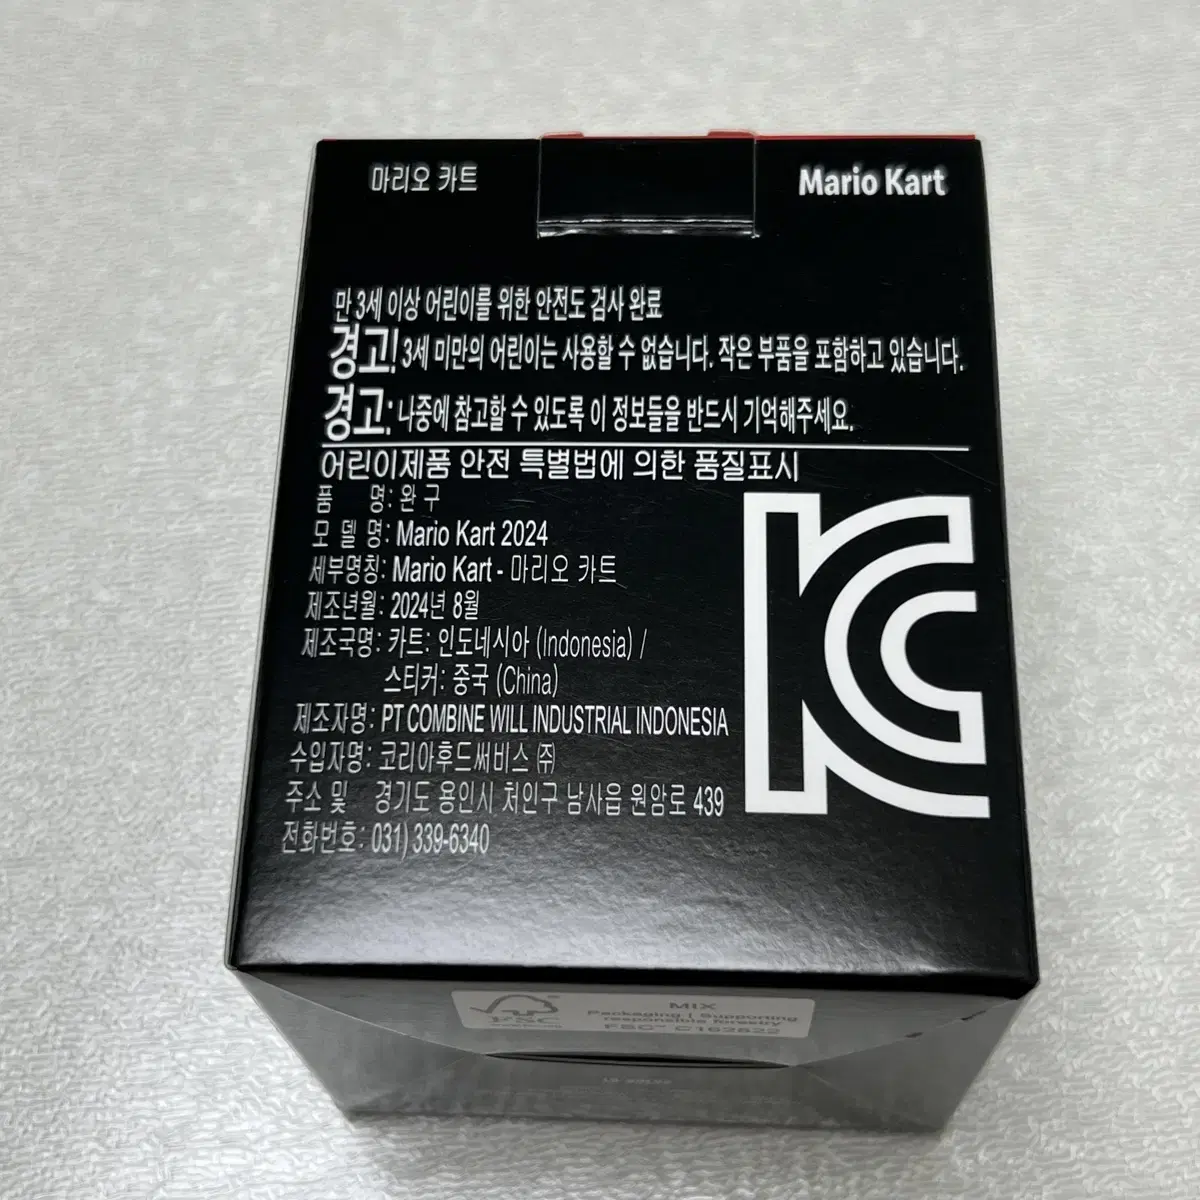 마리오 카트
Mario Kart
만 3세 이상 어린이를 위한 안전도 검사 완료
경고! 3세 미만의 어린이는 사용할 수 없습니다. 작은 부품을 포함하고 있습니다.
경고: 나중에 참고할 수 있도록 이 정보들을 반드시 기억해주세요.
어린이제품 안전 특별법에 의한 품질표시
품 명: 완 구
모 델 명: Mario Kart 2024
세부명칭: Mario Kart - 마리오 카트
제조년월: 2024년 8월
제조국명: 카트: 인도네시아 (Indonesia) /
스티커: 중국 (China)
제조자명: PT COMBINE WILL INDUSTRIAL INDONESIA
수입자명: 코리아후드써비스 ㈜
주소 및 경기도 용인시 처인구 남사읍 원암로 439
전화번호: 031) 339-6340
KC
FSC
MIX
Packaging | Supporting
responsible forestry
FSC™ C162622